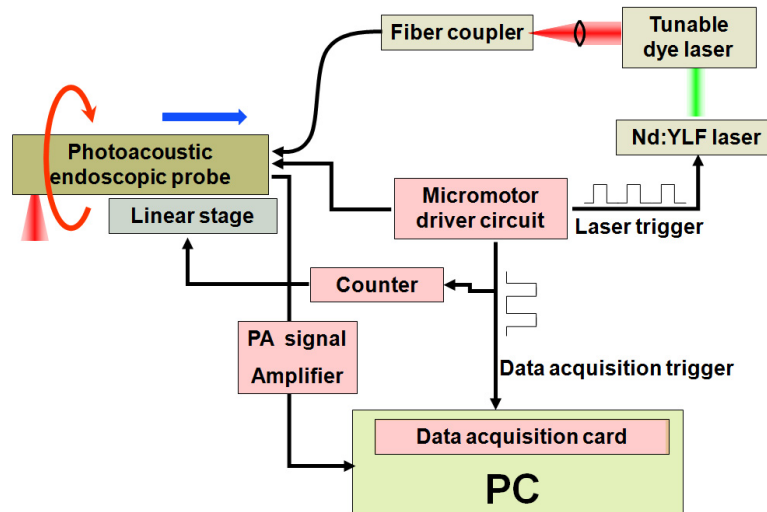 Fiber coupler
Tunable
dye laser
Nd:YLF laser
Photoacoustic
endoscopic probe
Linear stage
Micromotor
driver circuit
Laser trigger
Counter
PA signal
Amplifier
Data acquisition trigger
Data acquisition card
PC